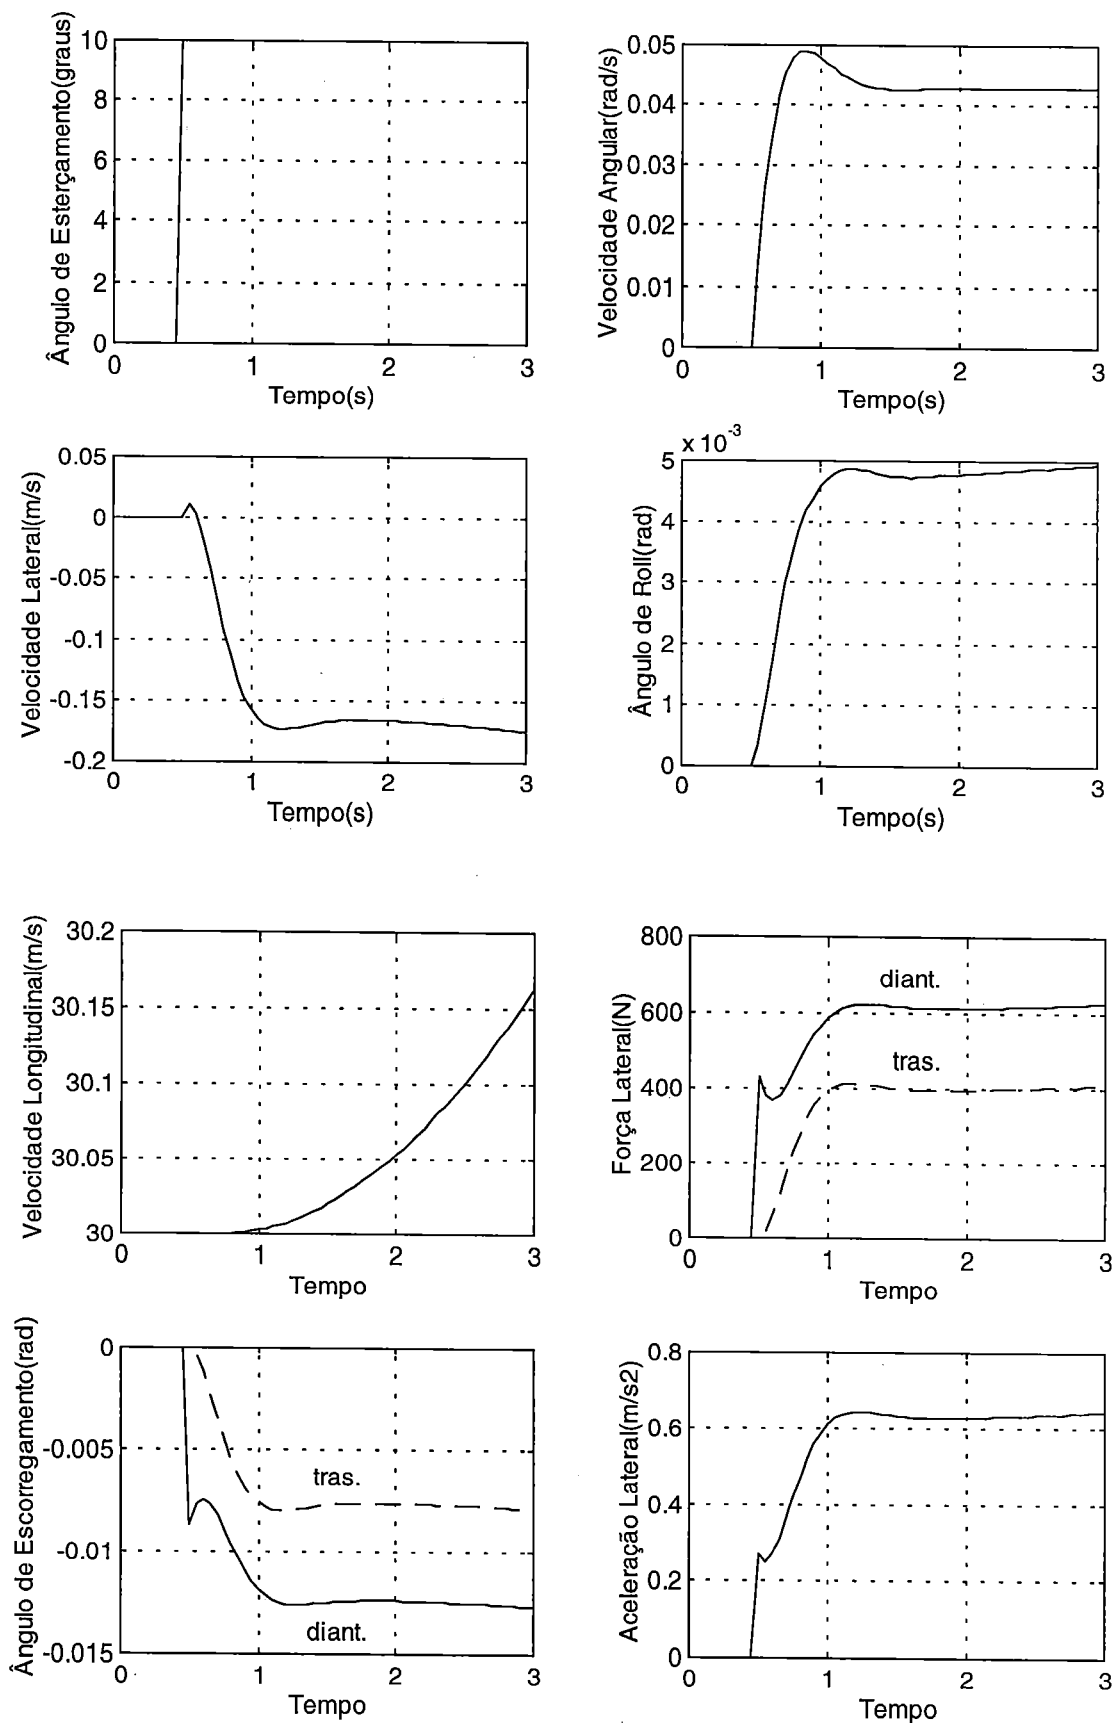 Ângulo de Esterçamento(graus)
10
8
6
4
2
0
0 1 2 3
Tempo(s)
Velocidade Angular(rad/s)
0.05
0.04
0.03
0.02
0.01
0
0 1 2 3
Tempo(s)
Velocidade Lateral(m/s)
0.05
0
-0.05
-0.1
-0.15
-0.2
0 1 2 3
Tempo(s)
x 10-3
Ângulo de Roll(rad)
5
4
3
2
1
0
0 1 2 3
Tempo(s)
Velocidade Longitudinal(m/s)
30.2
30.15
30.1
30.05
30
0 1 2 3
Tempo
Força Lateral(N)
800
600
400
200
0
diant.
tras.
0 1 2 3
Tempo
Ângulo de Escorregamento(rad)
0
-0.005
-0.01
-0.015
tras.
diant.
0 1 2 3
Tempo
Aceleração Lateral(m/s2)
0.8
0.6
0.4
0.2
0
0 1 2 3
Tempo